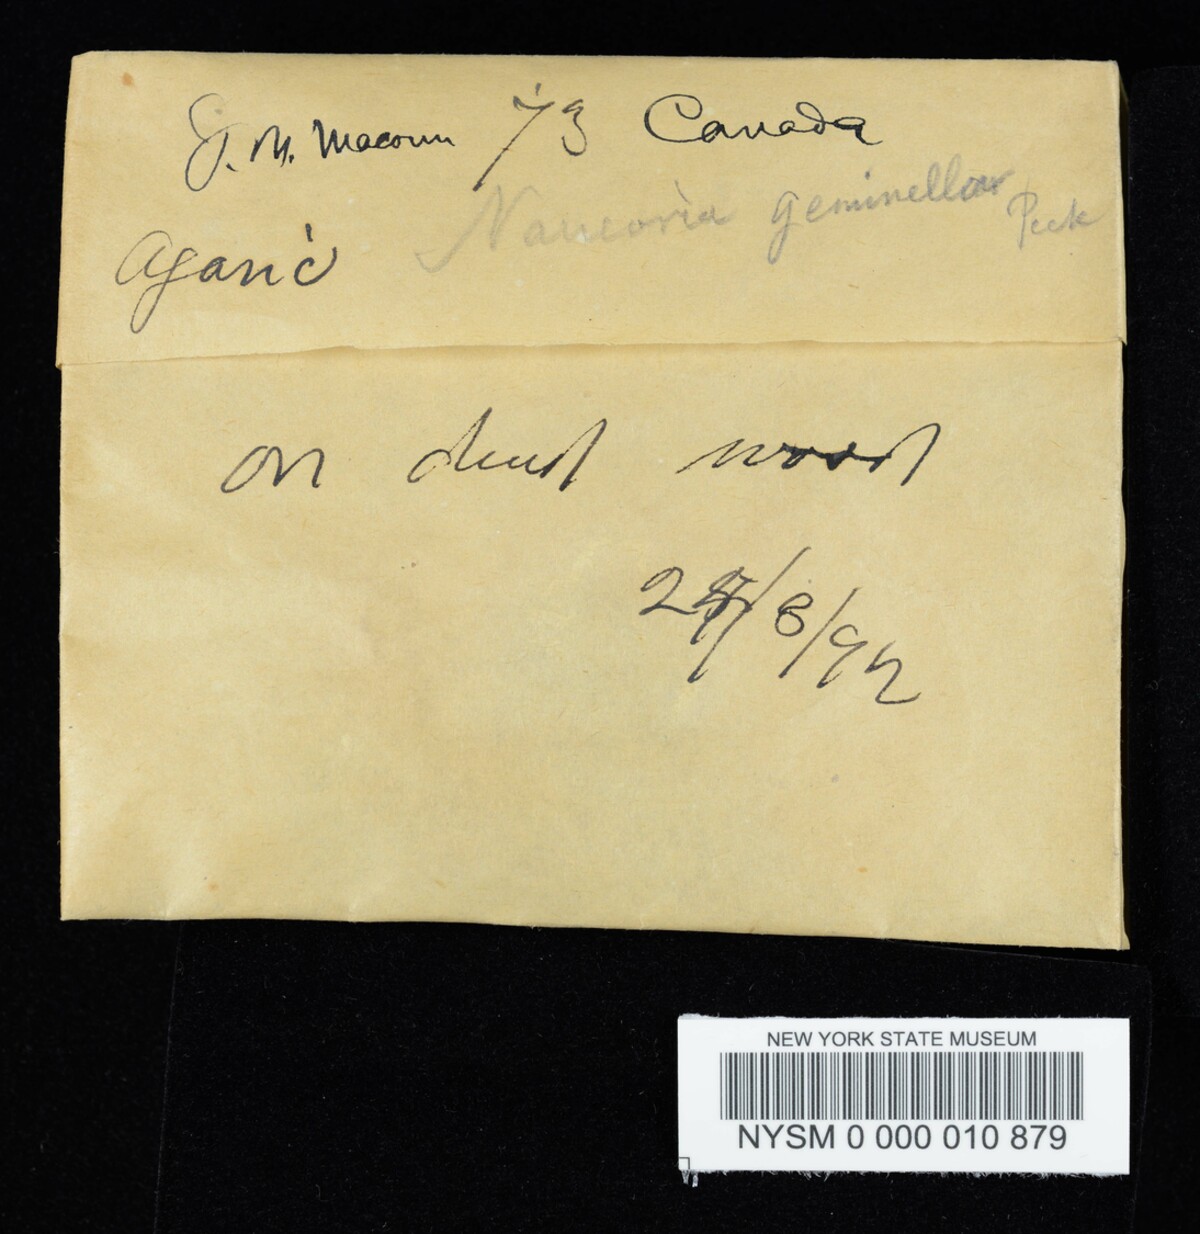 J. M. Macoun 73 Canada
Naucoria geminella Peck
Agaric
on dead wood
/8/92
NEW YORK STATE MUSEUM
NYSM 0 000 010 879